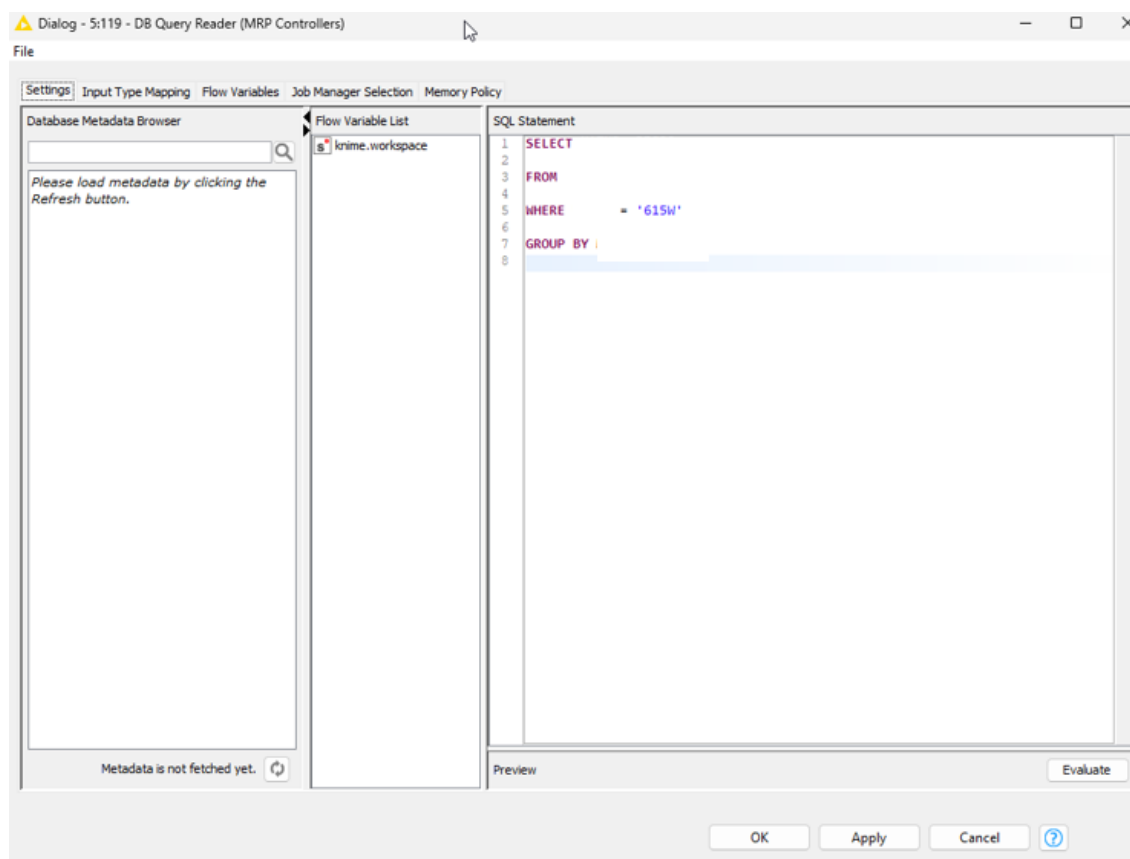 Dialog - 5:119 - DB Query Reader (MRP Controllers)
File
Settings Input Type Mapping Flow Variables Job Manager Selection Memory Policy
Database Metadata Browser
Please load metadata by clicking the
Refresh button.
Metadata is not fetched yet.
Flow Variable List
s knime.workspace
SQL Statement
1 SELECT
2
3 FROM
4
5 WHERE = '615W'
6
7 GROUP BY
8
Preview
Evaluate
OK Apply Cancel ?